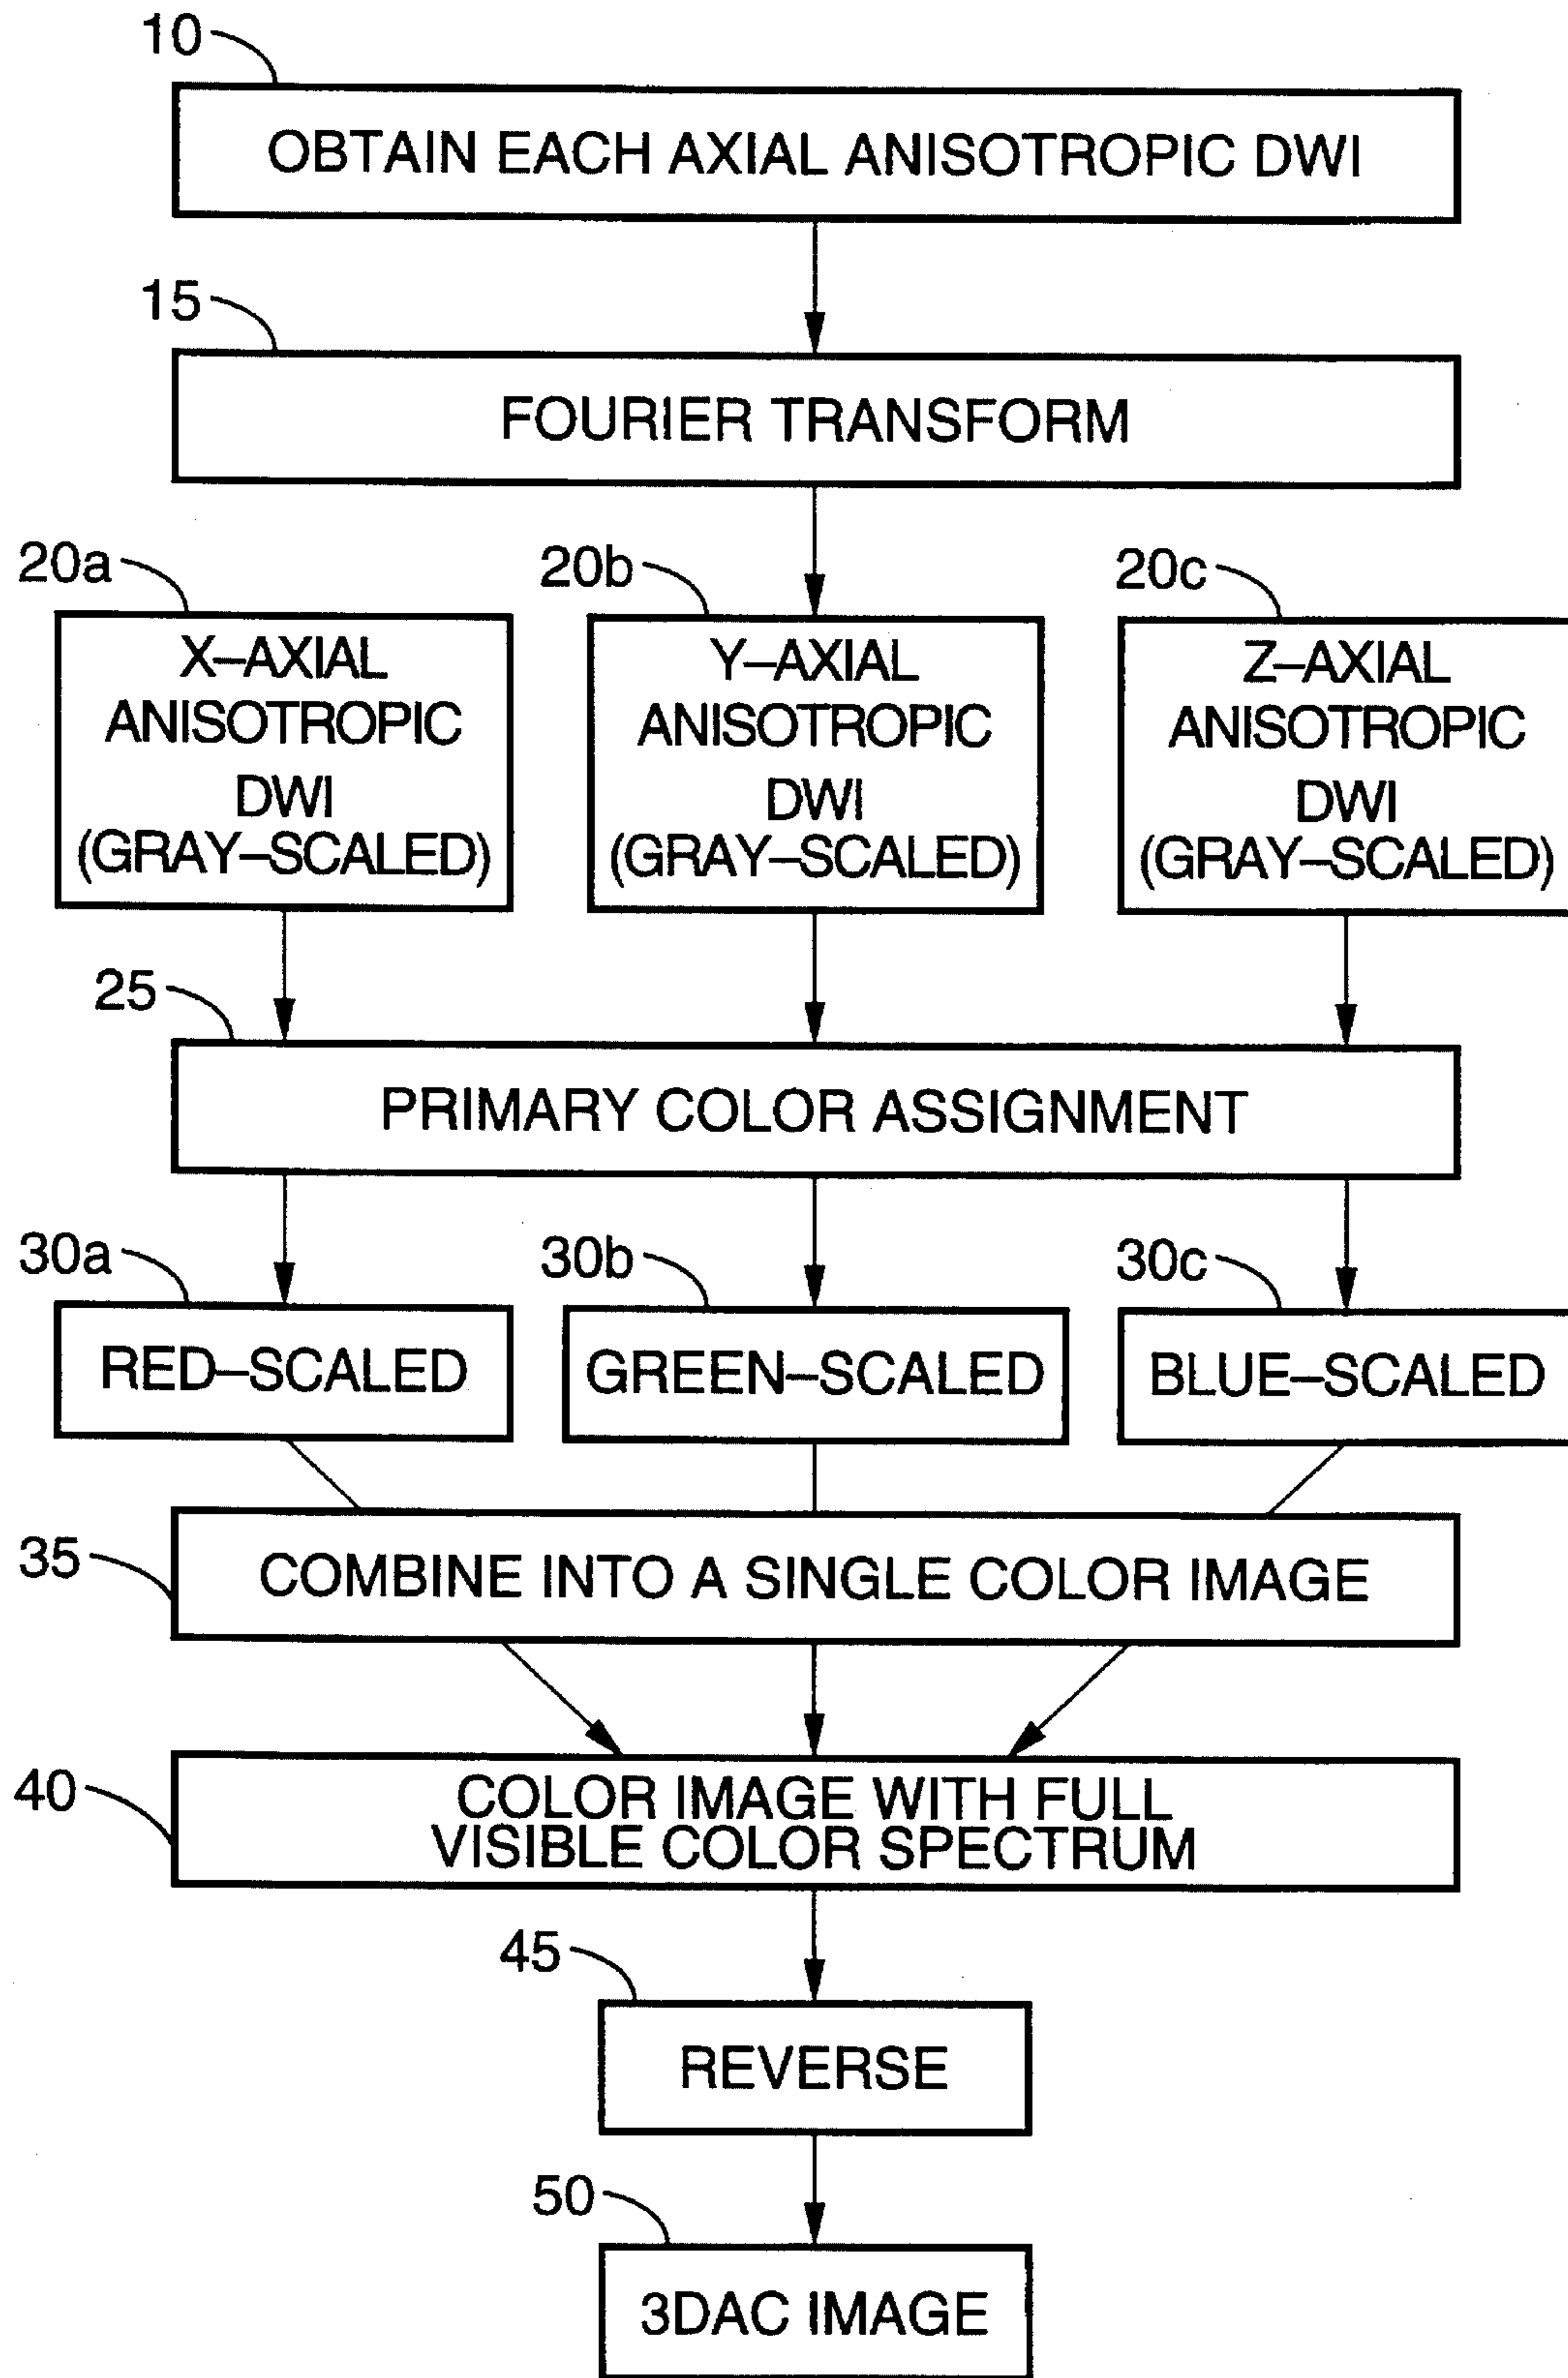 10
OBTAIN EACH AXIAL ANISOTROPIC DWI
15
FOURIER TRANSFORM
20a
20b
20c
X–AXIAL
ANISOTROPIC
DWI
(GRAY–SCALED)
Y–AXIAL
ANISOTROPIC
DWI
(GRAY–SCALED)
Z–AXIAL
ANISOTROPIC
DWI
(GRAY–SCALED)
25
PRIMARY COLOR ASSIGNMENT
30a
30b
30c
RED–SCALED
GREEN–SCALED
BLUE–SCALED
35
COMBINE INTO A SINGLE COLOR IMAGE
40
COLOR IMAGE WITH FULL
VISIBLE COLOR SPECTRUM
45
REVERSE
50
3DAC IMAGE